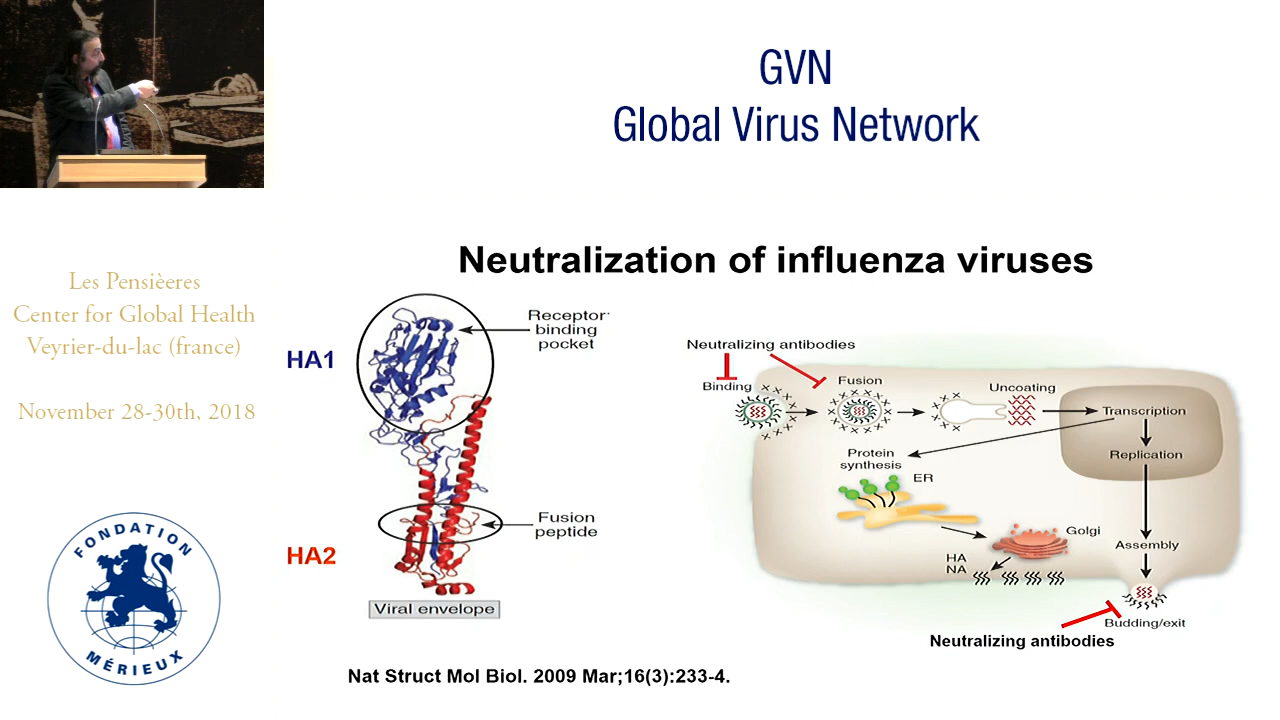 GVN
Global Virus Network
Les Pensièeres
Center for Global Health
Veyrier-du-lac (france)
November 28-30th, 2018
FONDATION
MÉRIEUX
Neutralization of influenza viruses
HA1
Receptor
binding
pocket
HA2
Fusion
peptide
Viral envelope
Neutralizing antibodies
Binding
Fusion
Uncoating
Transcription
Replication
Protein
synthesis
ER
Golgi
HA
NA
Assembly
Budding/exit
Neutralizing antibodies
Nat Struct Mol Biol. 2009 Mar;16(3):233-4.